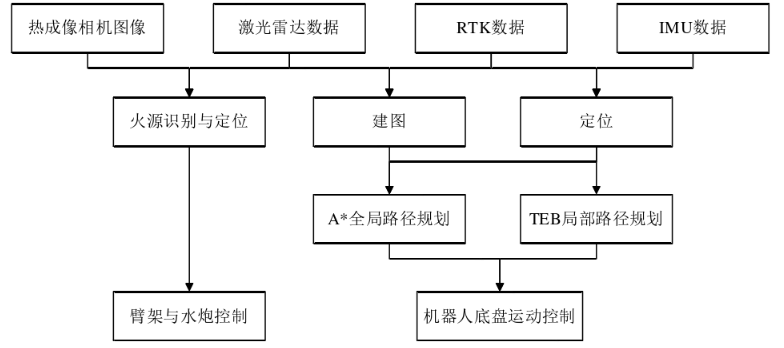 热成像相机图像
激光雷达数据
RTK数据
IMU数据
火源识别与定位
建图
定位
A*全局路径规划
TEB局部路径规划
臂架与水炮控制
机器人底盘运动控制